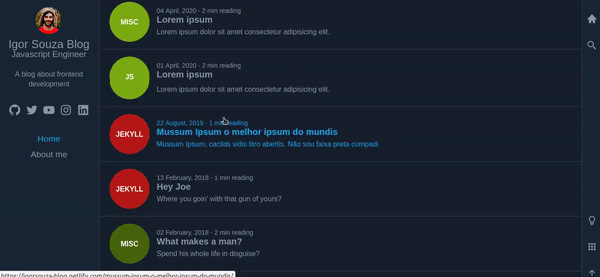 Igor Souza Blog
Javascript Engineer
A blog about frontend
development
Home
About me
MISC
04 April, 2020 - 2 min reading
Lorem ipsum
Lorem ipsum dolor sit amet consectetur adipisicing elit.
JS
01 April, 2020 - 2 min reading
Lorem ipsum
Lorem ipsum dolor sit amet consectetur adipisicing elit.
JEKYLL
22 August, 2019 - 1 min reading
Mussum Ipsum o melhor ipsum do mundis
Mussum ipsum, cacilds vidis litro abertis. Não sou faixa preta cumpadi
JEKYLL
13 February, 2018 - 2 min reading
Hey Joe
Where you goin' with that gun of yours?
MISC
02 February, 2018 - 2 min reading
What makes a man?
Spend his whole life in disguise?
https://igorsouza-blog.netlify.com/mussum-ipsum-o-melhor-ipsum-do-mundis/